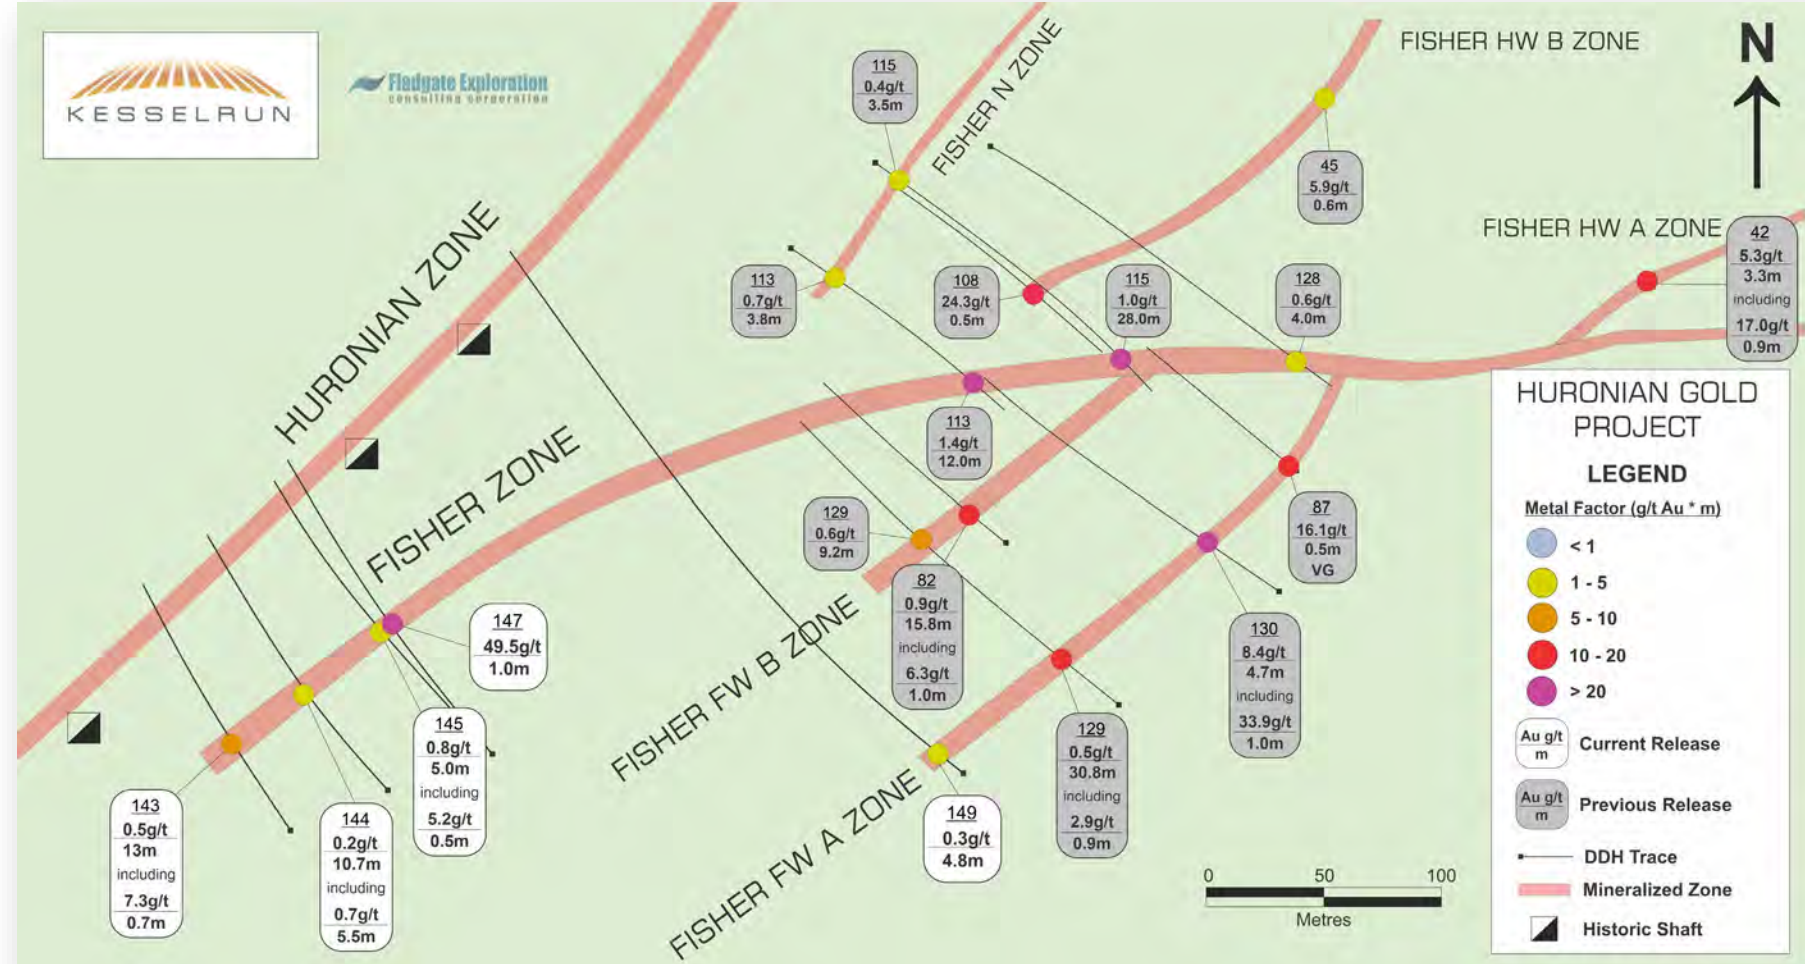 KESSELRUN
Fladgate Exploration
consulting corporation
HURONIAN ZONE
FISHER ZONE
FISHER N ZONE
FISHER HW B ZONE
FISHER HW A ZONE
FISHER FW B ZONE
FISHER FW A ZONE
N
115
0.4g/t
3.5m
45
5.9g/t
0.6m
42
5.3g/t
3.3m
including
17.0g/t
0.9m
113
0.7g/t
3.8m
108
24.3g/t
0.5m
115
1.0g/t
28.0m
128
0.6g/t
4.0m
113
1.4g/t
12.0m
129
0.6g/t
9.2m
82
0.9g/t
15.8m
including
6.3g/t
1.0m
87
16.1g/t
0.5m
VG
130
8.4g/t
4.7m
including
33.9g/t
1.0m
147
49.5g/t
1.0m
145
0.8g/t
5.0m
including
5.2g/t
0.5m
129
0.5g/t
30.8m
including
2.9g/t
0.9m
143
0.5g/t
13m
including
7.3g/t
0.7m
144
0.2g/t
10.7m
including
0.7g/t
5.5m
149
0.3g/t
4.8m
0 50 100
Metres
HURONIAN GOLD
PROJECT
LEGEND
Metal Factor (g/t Au * m)
< 1
1 - 5
5 - 10
10 - 20
> 20
Au g/t
m
Current Release
Au g/t
m
Previous Release
DDH Trace
Mineralized Zone
Historic Shaft